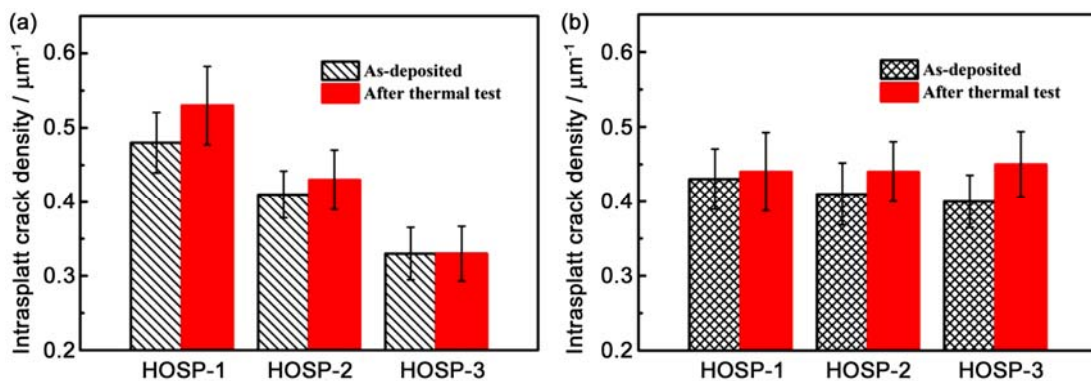 (a)
Intrasplatt crack density / μm⁻¹
0.6
0.5
0.4
0.3
0.2
As-deposited
After thermal test
HOSP-1 HOSP-2 HOSP-3
(b)
Intrasplatt crack density / μm⁻¹
0.6
0.5
0.4
0.3
0.2
As-deposited
After thermal test
HOSP-1 HOSP-2 HOSP-3